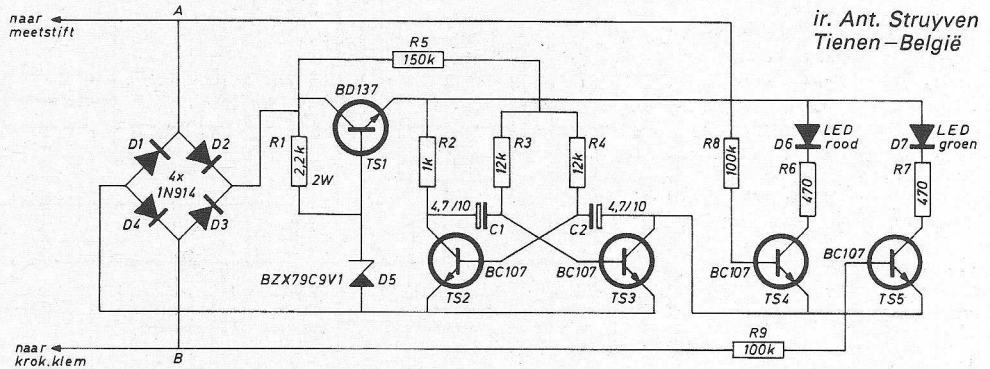 A
naar
meetstift
ir. Ant. Struyven
Tienen–België
R5
150k
BD137
D1
D2
4x
1N914
D4
D3
R1
2,2k
2W
TS1
R2
1k
R3
12k
R4
12k
R8
100k
D6
LED
rood
D7
LED
groen
R6
470
R7
470
4,7/10
C1
C2
4,7/10
BZX79C9V1
D5
BC107
TS2
BC107
TS3
BC107
TS4
BC107
TS5
naar
krok.klem
B
R9
100k